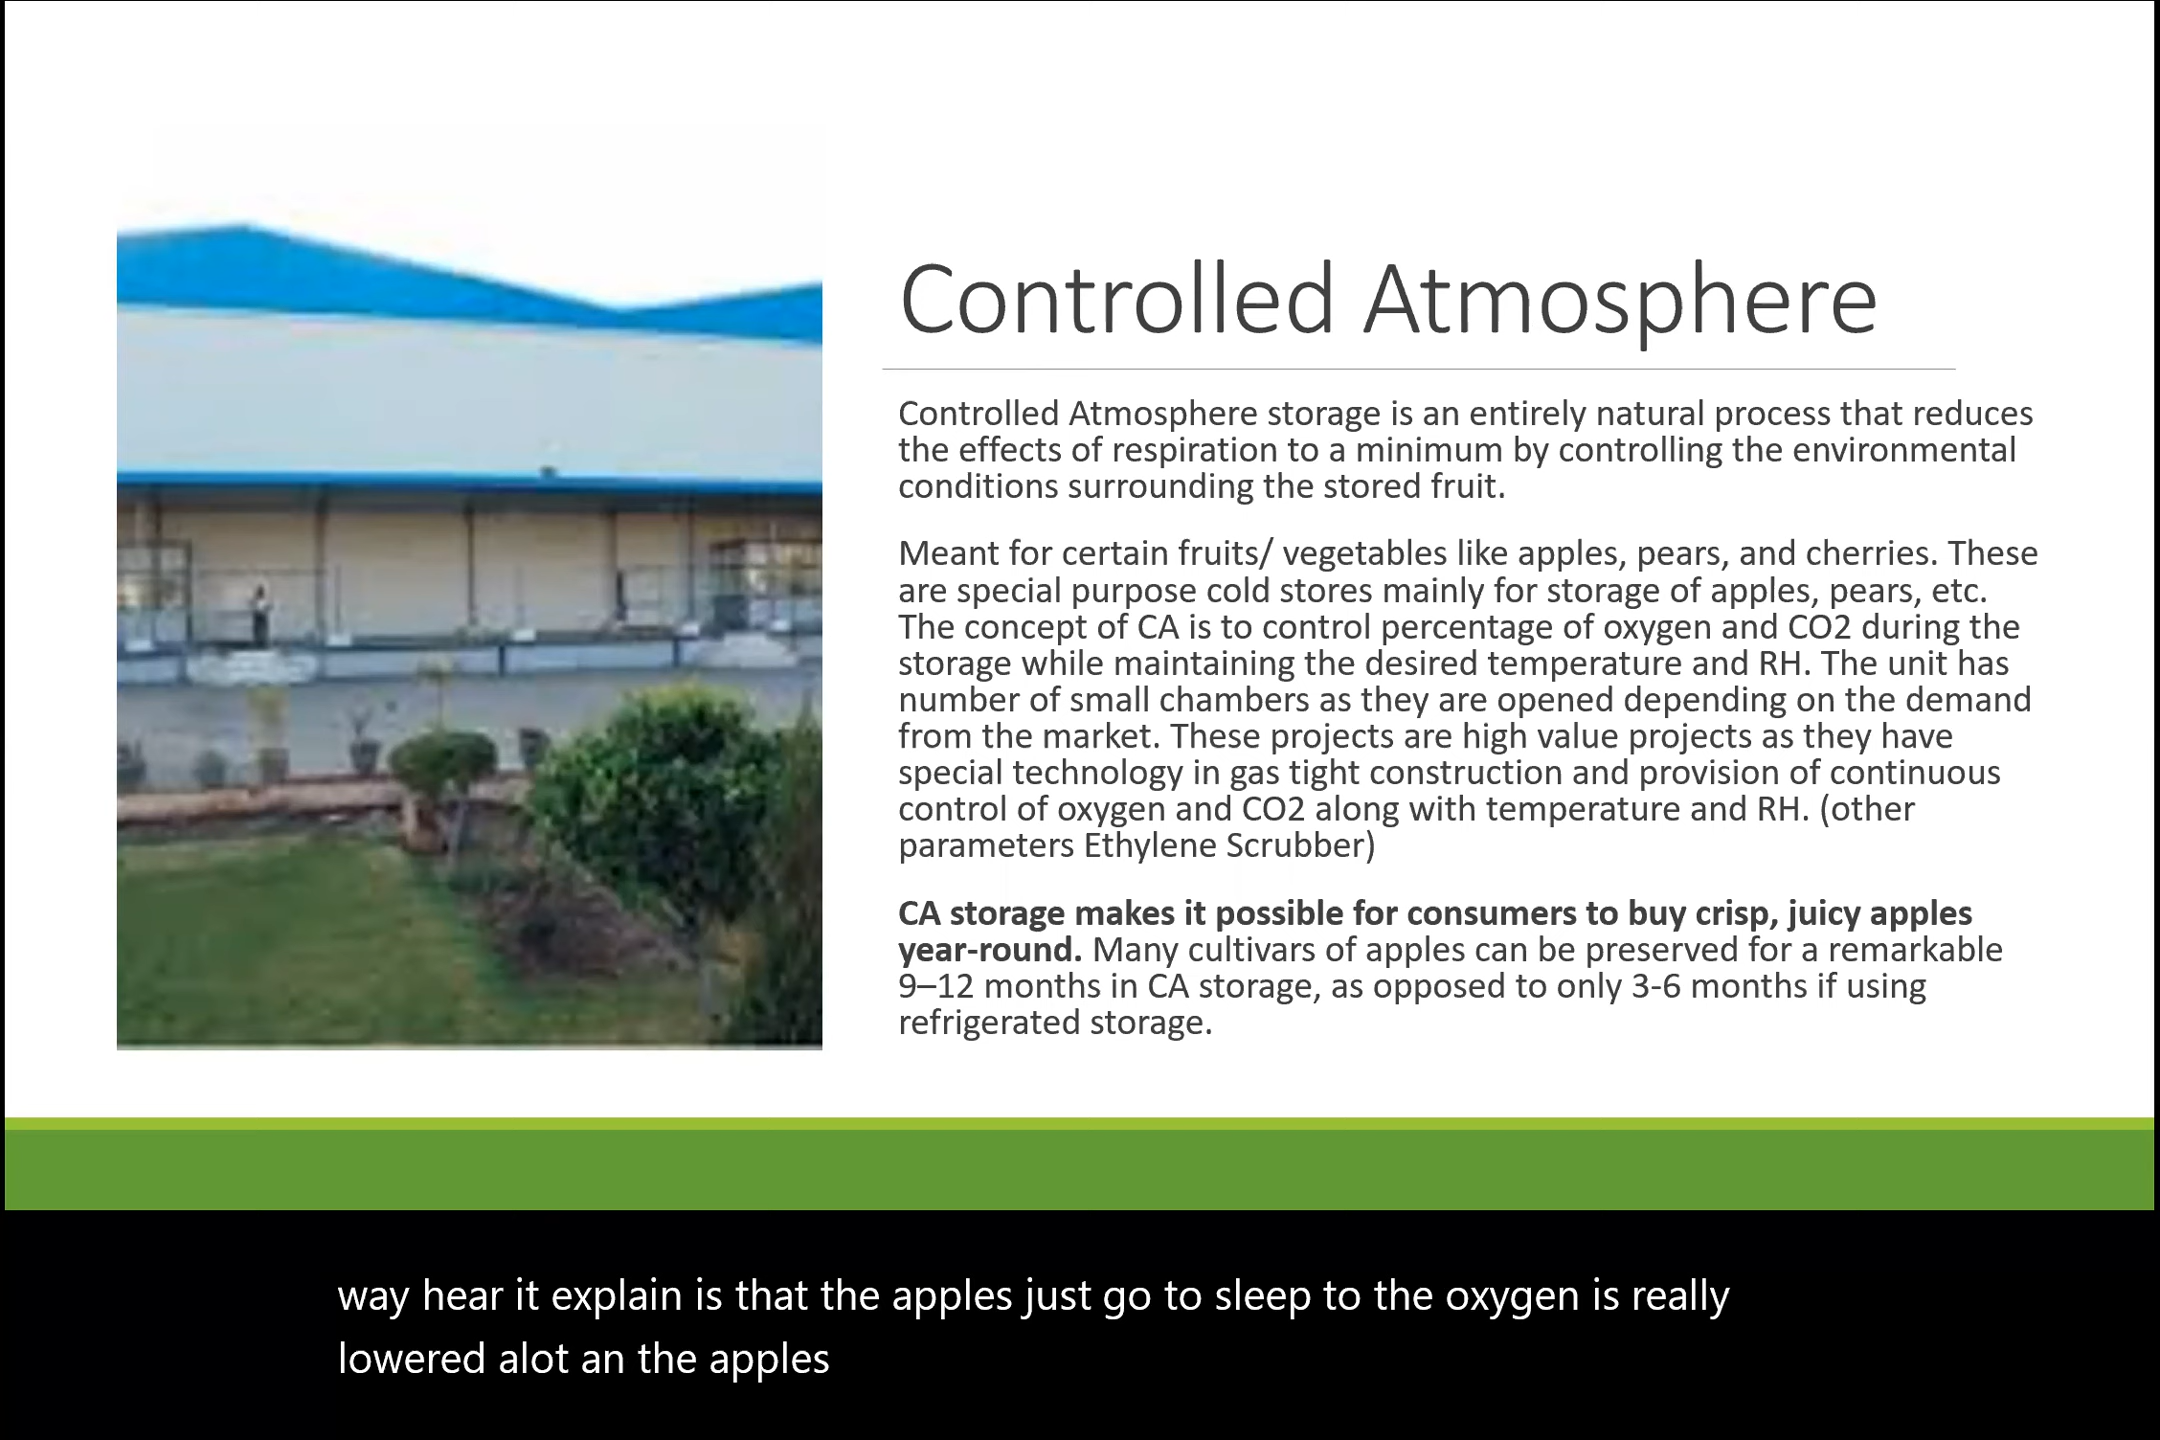 Controlled Atmosphere
Controlled Atmosphere storage is an entirely natural process that reduces
the effects of respiration to a minimum by controlling the environmental
conditions surrounding the stored fruit.
Meant for certain fruits/ vegetables like apples, pears, and cherries. These
are special purpose cold stores mainly for storage of apples, pears, etc.
The concept of CA is to control percentage of oxygen and CO2 during the
storage while maintaining the desired temperature and RH. The unit has
number of small chambers as they are opened depending on the demand
from the market. These projects are high value projects as they have
special technology in gas tight construction and provision of continuous
control of oxygen and CO2 along with temperature and RH. (other
parameters Ethylene Scrubber)
CA storage makes it possible for consumers to buy crisp, juicy apples
year-round. Many cultivars of apples can be preserved for a remarkable
9–12 months in CA storage, as opposed to only 3-6 months if using
refrigerated storage.
way hear it explain is that the apples just go to sleep to the oxygen is really
lowered alot an the apples